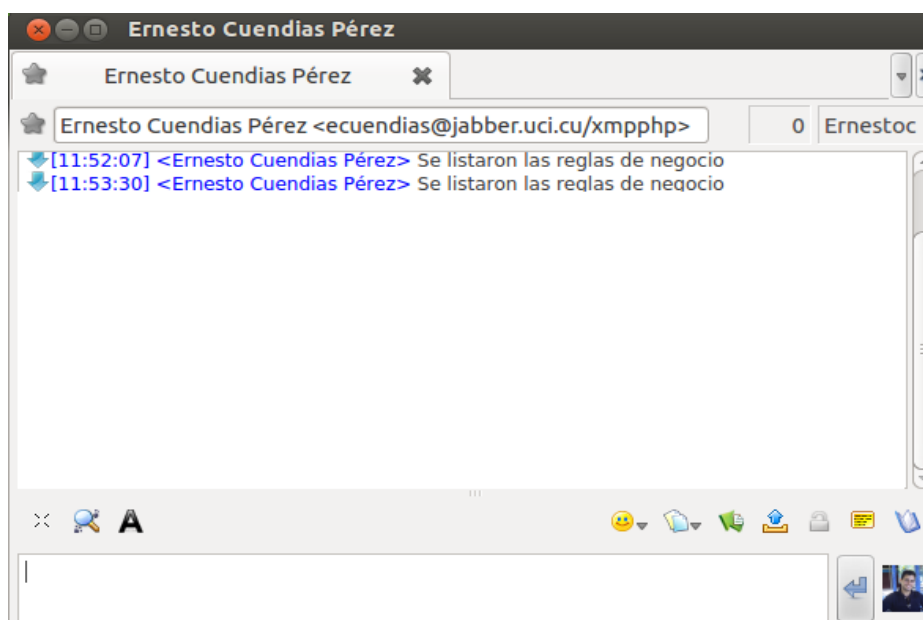 Ernesto Cuendias Pérez
Ernesto Cuendias Pérez
Ernesto Cuendias Pérez <ecuendias@jabber.uci.cu/xmpphp>
0
Ernestoc
[11:52:07] <Ernesto Cuendias Pérez> Se listaron las reglas de negocio
[11:53:30] <Ernesto Cuendias Pérez> Se listaron las reglas de negocio
A